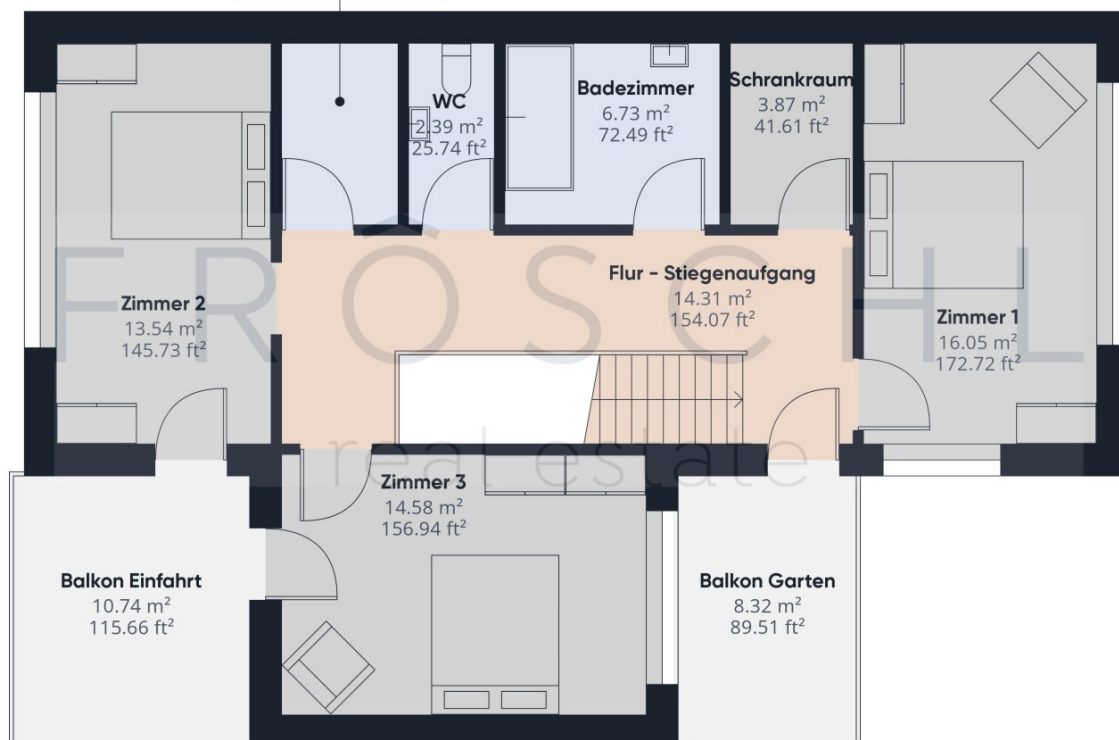 WC
2.39 m²
25.74 ft²
Badezimmer
6.73 m²
72.49 ft²
Schrankraum
3.87 m²
41.61 ft²
Zimmer 2
13.54 m²
145.73 ft²
Flur - Stiegenaufgang
14.31 m²
154.07 ft²
Zimmer 1
16.05 m²
172.72 ft²
FRÔSCHL
real estate
Zimmer 3
14.58 m²
156.94 ft²
Balkon Einfahrt
10.74 m²
115.66 ft²
Balkon Garten
8.32 m²
89.51 ft²